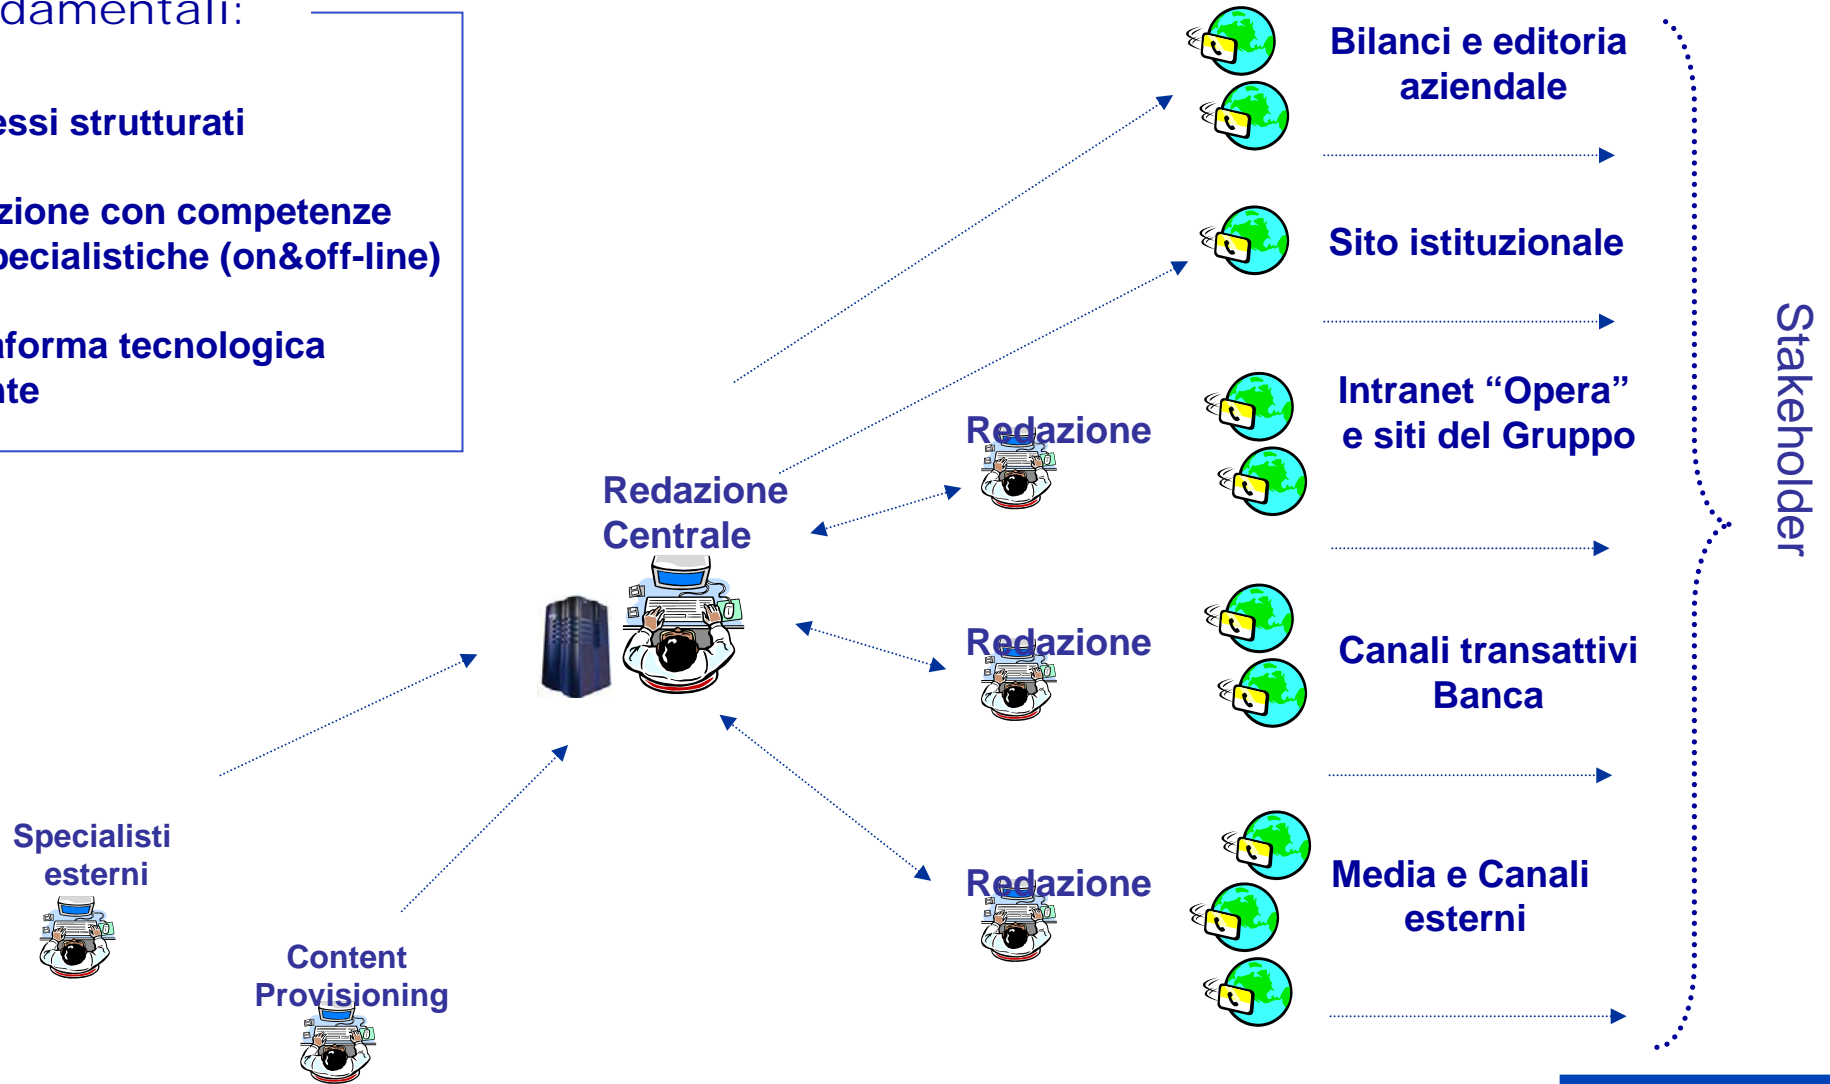 damentali:
essi strutturati
zione con competenze
pecialistiche (on&off-line)
aforma tecnologica
nte
Bilanci e editoria
aziendale
Sito istituzionale
Intranet “Opera”
e siti del Gruppo
Canali transattivi
Banca
Media e Canali
esterni
Stakeholder
Redazione
Redazione
Redazione
Redazione
Centrale
Specialisti
esterni
Content
Provisioning